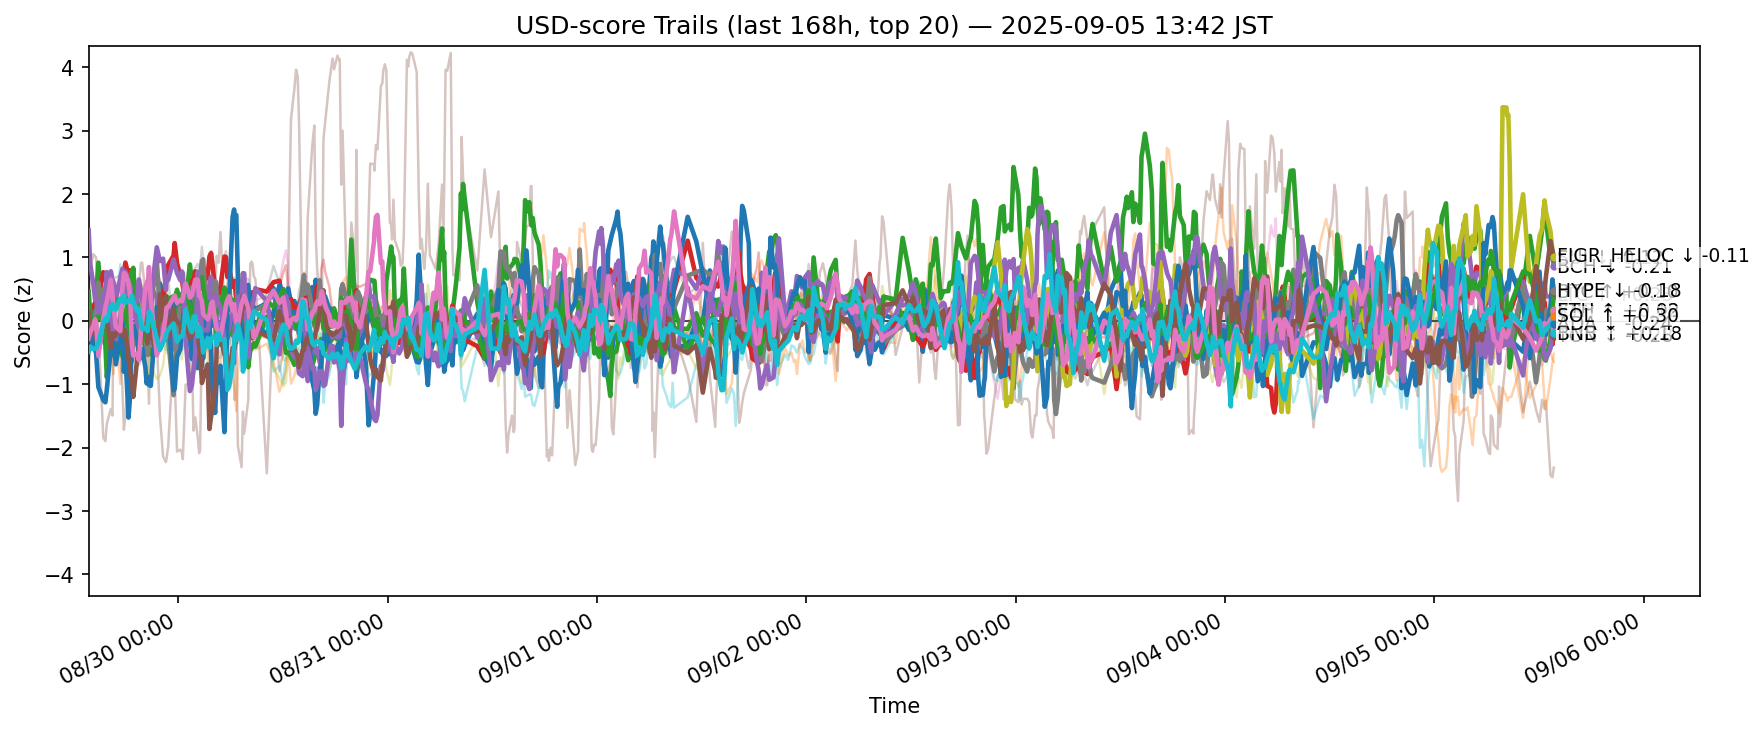 USD-score Trails (last 168h, top 20) — 2025-09-05 13:42 JST
Score (z)
4
3
2
1
0
−1
−2
−3
−4
FIGR_HELOC ↓ -0.11
BCH → -0.21
HYPE ↓ -0.18
SOL ↑ +0.30
BNB ↓ +0.18
08/30 00:00
08/31 00:00
09/01 00:00
09/02 00:00
09/03 00:00
09/04 00:00
09/05 00:00
09/06 00:00
Time